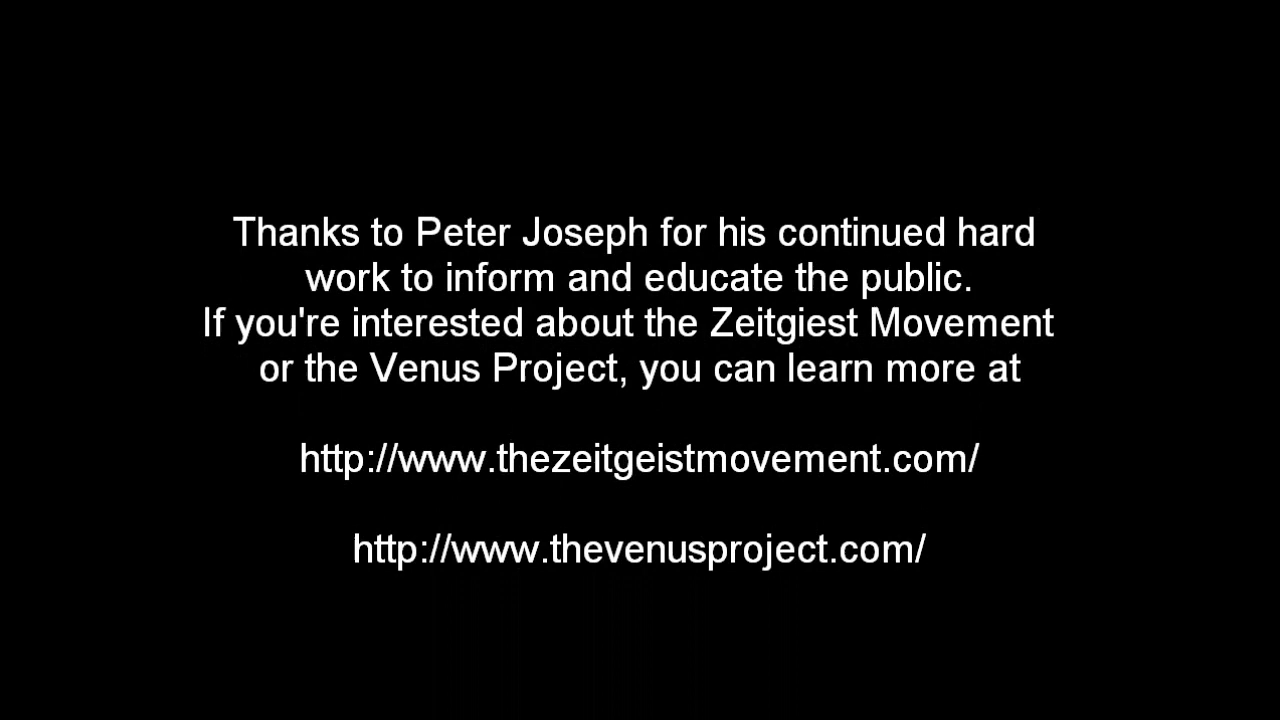 Thanks to Peter Joseph for his continued hard
work to inform and educate the public.
If you're interested about the Zeitgiest Movement
or the Venus Project, you can learn more at
http://www.thezeitgeistmovement.com/
http://www.thevenusproject.com/